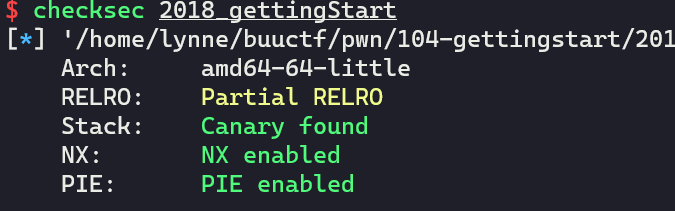 $ checksec 2018_gettingStart
[*] '/home/lynne/buuctf/pwn/104-gettingstart/201
Arch: amd64-64-little
RELRO: Partial RELRO
Stack: Canary found
NX: NX enabled
PIE: PIE enabled